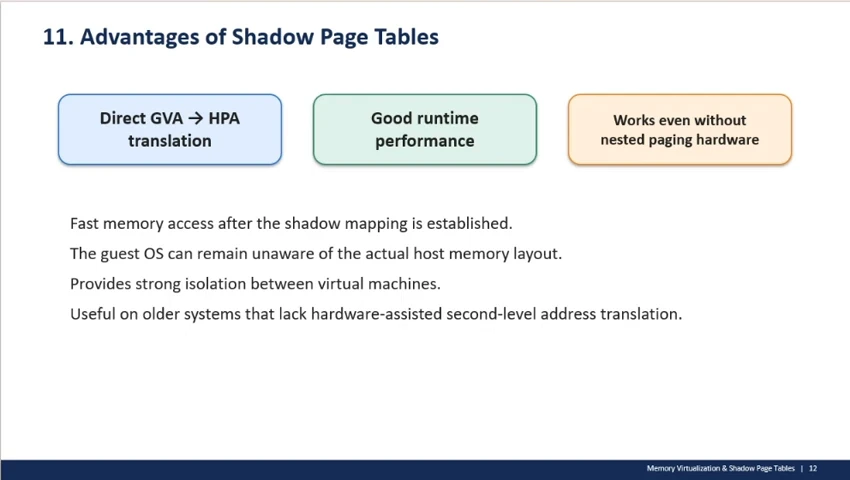 11. Advantages of Shadow Page Tables
Direct GVA → HPA
translation
Good runtime
performance
Works even without
nested paging hardware
Fast memory access after the shadow mapping is established.
The guest OS can remain unaware of the actual host memory layout.
Provides strong isolation between virtual machines.
Useful on older systems that lack hardware-assisted second-level address translation.
Memory Virtualization & Shadow Page Tables | 12